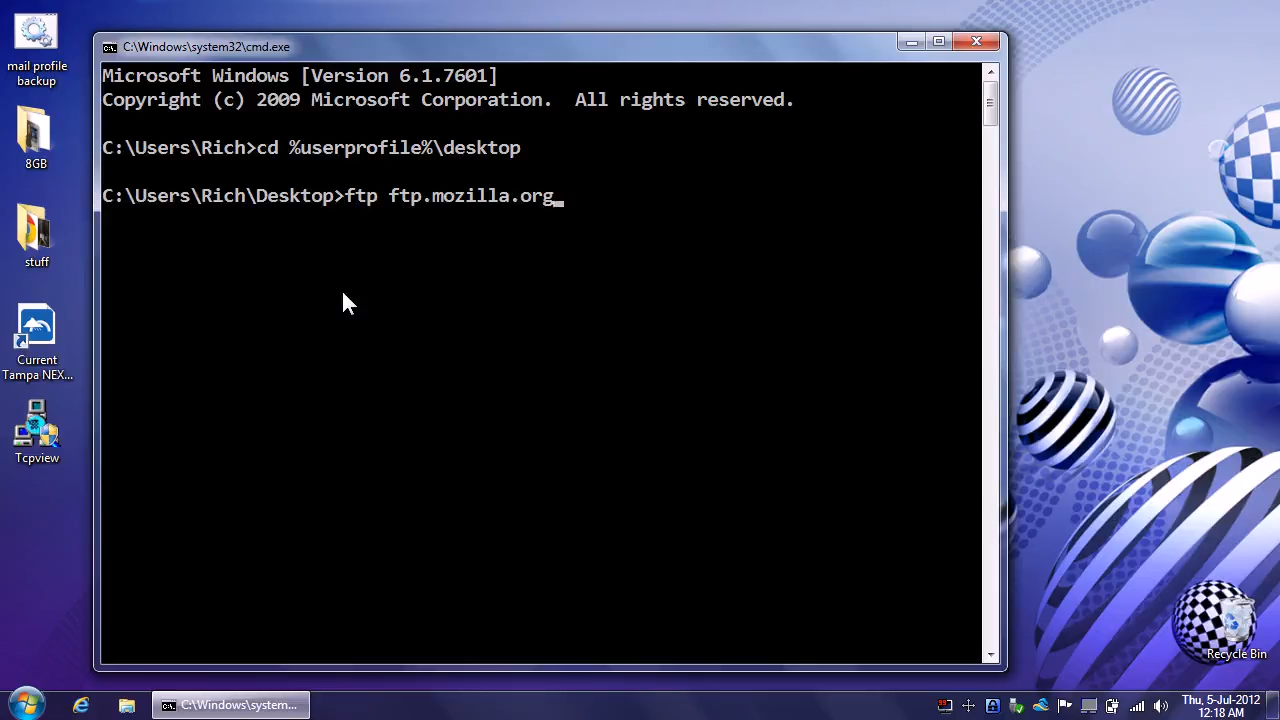 mail profile
backup
8GB
stuff
Current
Tampa NEX...
Tcpview
C:\Windows\system32\cmd.exe
Microsoft Windows [Version 6.1.7601]
Copyright (c) 2009 Microsoft Corporation.  All rights reserved.
C:\Users\Rich>cd %userprofile%\desktop
C:\Users\Rich\Desktop>ftp ftp.mozilla.org_
Recycle Bin
C:\Windows\system...
Thu, 5-Jul-2012
12:18 AM